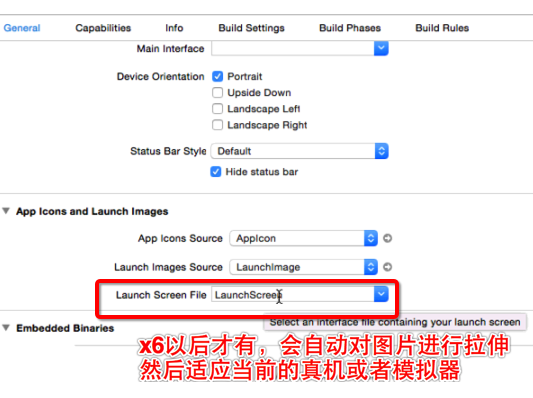 General Capabilities Info Build Settings Build Phases Build Rules
Main Interface
Device Orientation Portrait
Upside Down
Landscape Left
Landscape Right
Status Bar Style Default
Hide status bar
App Icons and Launch Images
App Icons Source AppIcon
Launch Images Source LaunchImage
Launch Screen File LaunchScreen
Select an interface file containing your launch screen
Embedded Binaries
x6以后才有，会自动对图片进行拉伸
然后适应当前的真机或者模拟器